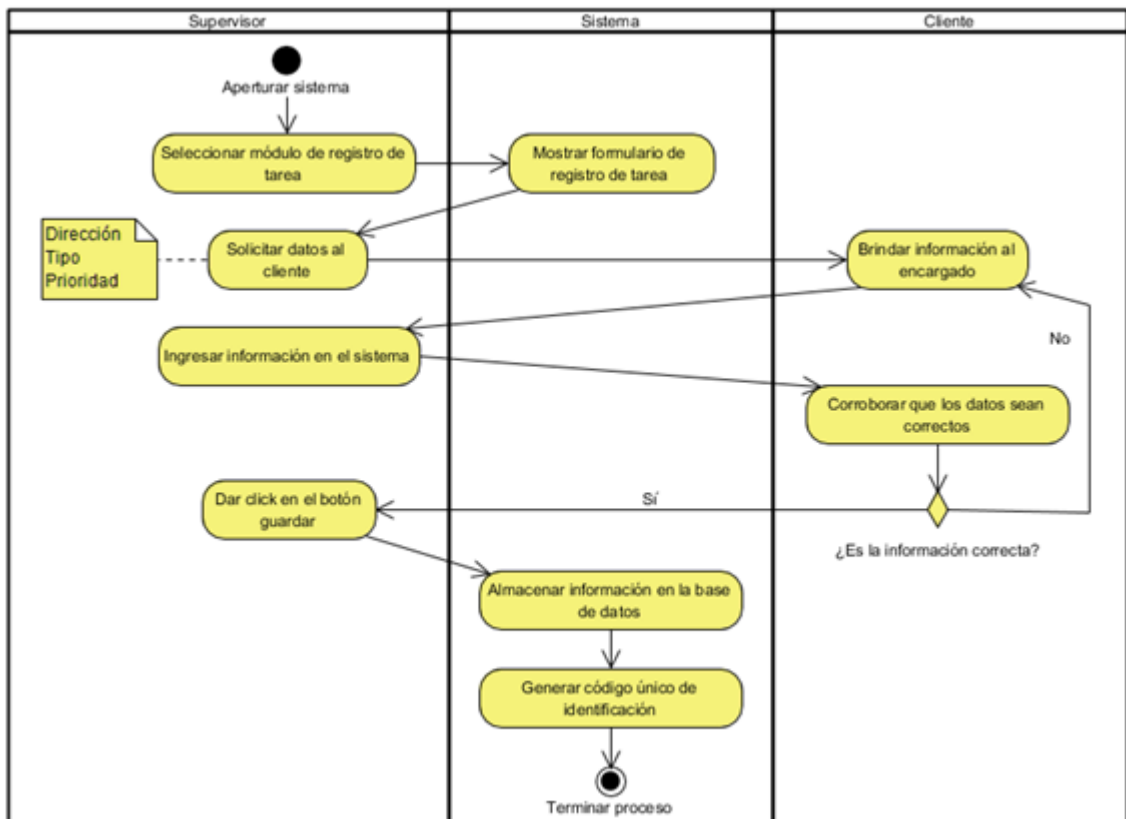 Supervisor
Sistema
Cliente
Aperturar sistema
Seleccionar módulo de registro de
tarea
Mostrar formulario de
registro de tarea
Dirección
Tipo
Prioridad
Solicitar datos al
cliente
Brindar información al
encargado
No
Ingresar información en el sistema
Corroborar que los datos sean
correctos
Dar click en el botón
guardar
Sí
¿Es la información correcta?
Almacenar información en la base
de datos
Generar código único de
identificación
Terminar proceso